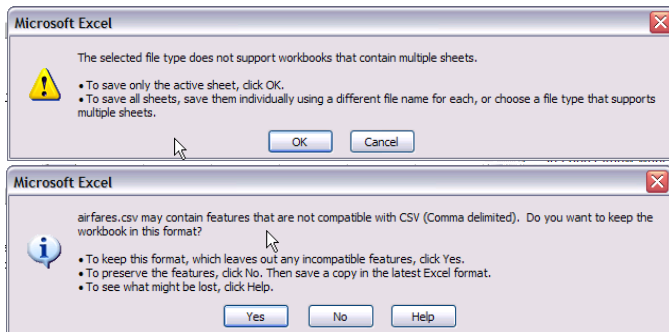 Microsoft Excel
The selected file type does not support workbooks that contain multiple sheets.
• To save only the active sheet, click OK.
• To save all sheets, save them individually using a different file name for each, or choose a file type that supports
multiple sheets.
OK Cancel
Microsoft Excel
airfares.csv may contain features that are not compatible with CSV (Comma delimited). Do you want to keep the
workbook in this format?
• To keep this format, which leaves out any incompatible features, click Yes.
• To preserve the features, click No. Then save a copy in the latest Excel format.
• To see what might be lost, click Help.
Yes No Help